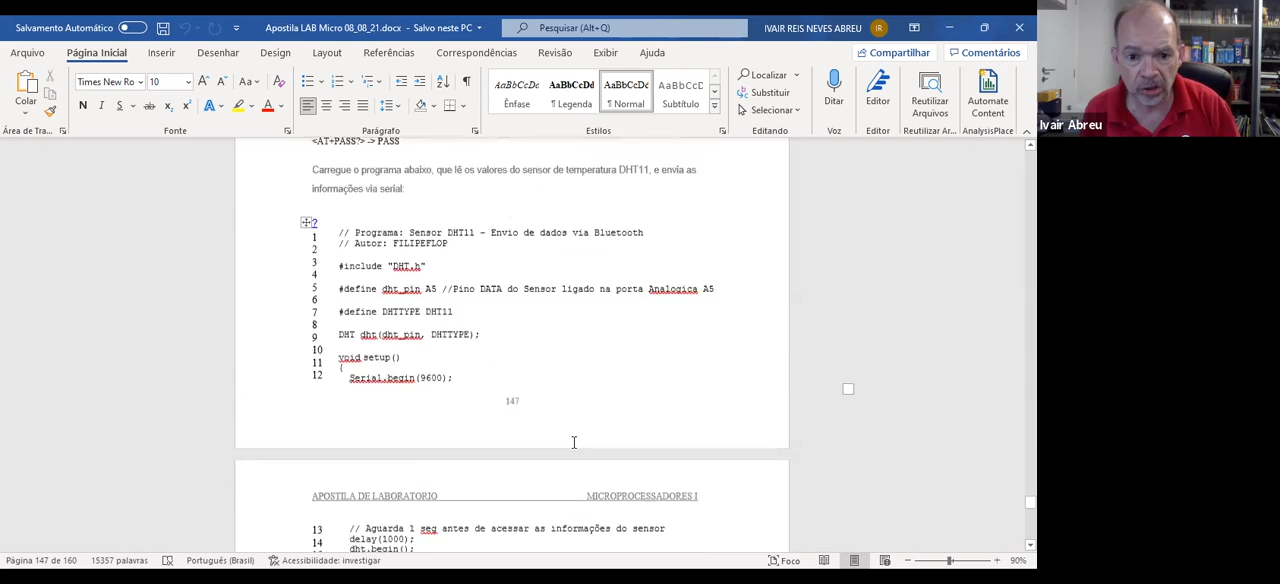 Salvamento Automático
Apostila LAB Micro 08_08_21.docx - Salvo neste PC
Pesquisar (Alt+Q)
IVAIR REIS NEVES ABREU
IR
Arquivo Página Inicial Inserir Desenhar Design Layout Referências Correspondências Revisão Exibir Ajuda
Compartilhar Comentários
Colar
Times New Ro 10
AaBbCcDc AaBbCcDc AaBbCcDc AaBbCcD
Ênfase ¶ Legenda ¶ Normal Subtítulo
Localizar
Substituir
Selecionar
Ditar
Editor
Reutilizar Arquivos
Automate Content
Área de Tra... Fonte Parágrafo Estilos Editando Voz Editor Reutilizar Ar... AnalysisPlace
Ivair Abreu
<AT+PASS?> -> PASS
Carregue o programa abaixo, que lê os valores do sensor de temperatura DHT11, e envia as
informações via serial:
?
1 // Programa: Sensor DHT11 - Envio de dados via Bluetooth
2 // Autor: FILIPEFLOP
3 #include "DHT.h"
4
5 #define dht_pin A5 //Pino DATA do Sensor ligado na porta Analogica A5
6
7 #define DHTTYPE DHT11
8
9 DHT dht(dht_pin, DHTTYPE);
10 void setup()
11 {
12 Serial.begin(9600);
147
APOSTILA DE LABORATORIO MICROPROCESSADORES I
13 // Aguarda 1 seg antes de acessar as informações do sensor
14 delay(1000);
dht.begin();
Página 147 de 160 15357 palavras Português (Brasil) Acessibilidade: investigar Foco 90%